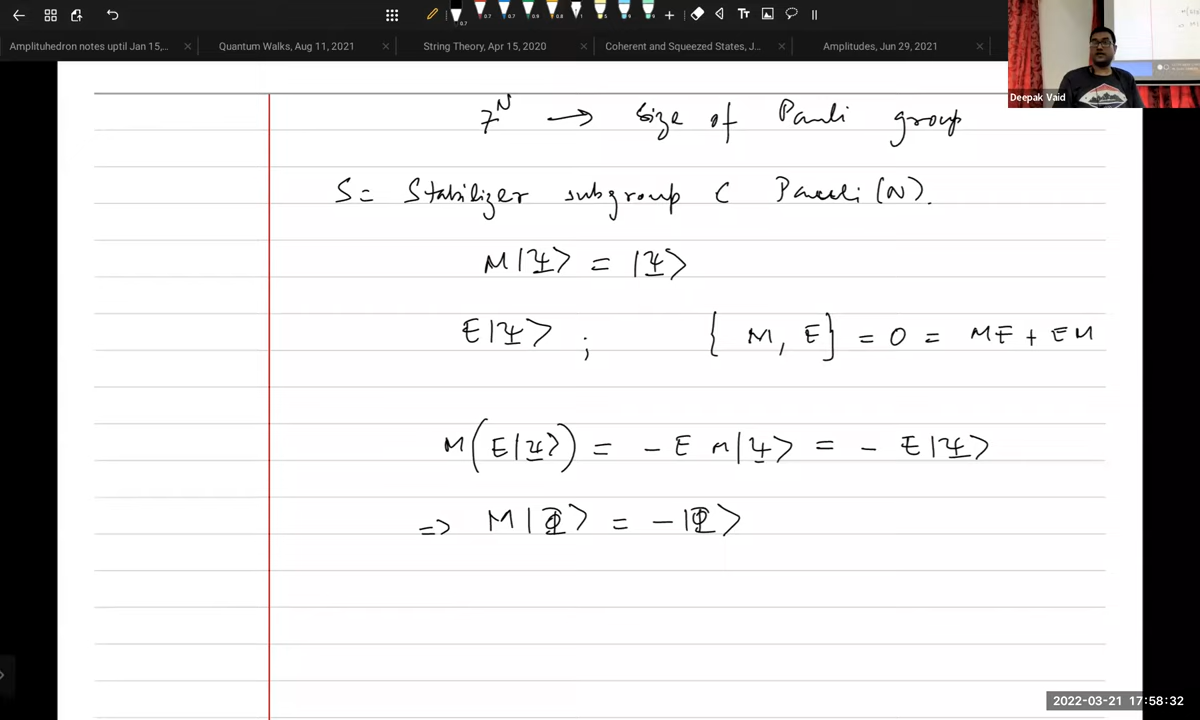 Amplituhedron notes uptil Jan 15,... × Quantum Walks, Aug 11, 2021 × String Theory, Apr 15, 2020 × Coherent and Squeezed States, J... × Amplitudes, Jun 29, 2021 ×
Deepak Vaid
7^N → Size of Pauli group
S = Stabilizer subgroup ⊂ Pauli (N).
M|Ψ⟩ = |Ψ⟩
E|Ψ⟩ ; { M, E} = 0 = ME + EM
M(E|Ψ⟩) = - E M|Ψ⟩ = - E|Ψ⟩
=> M|Φ⟩ = -|Φ⟩
2022-03-21 17:58:32